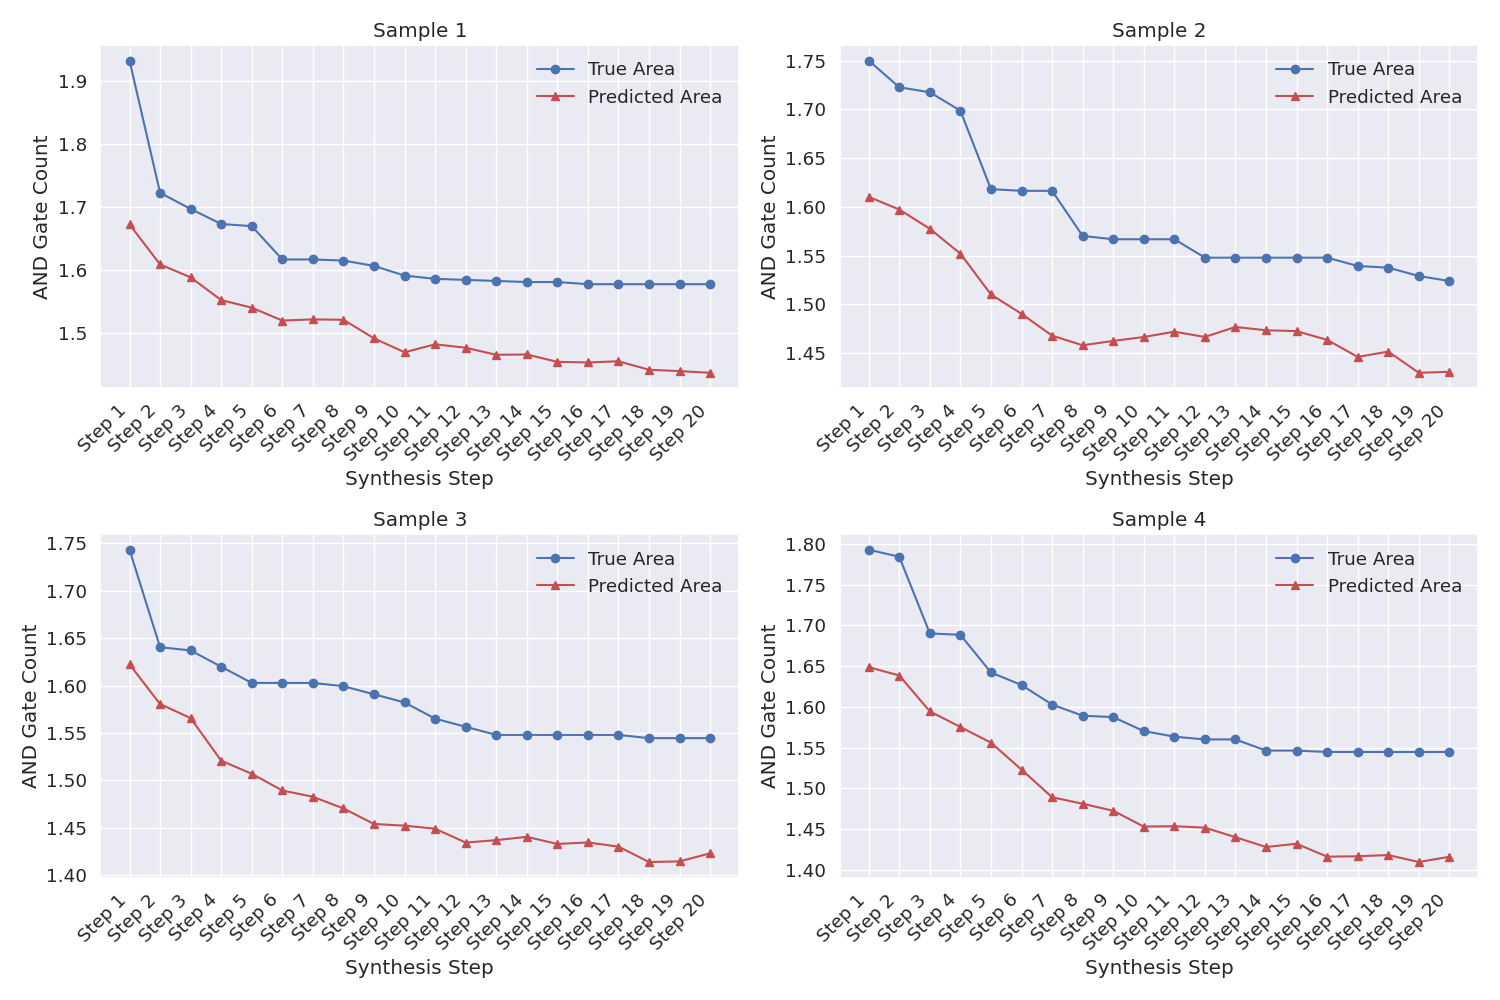 Sample 1
True Area
Predicted Area
AND Gate Count
1.9
1.8
1.7
1.6
1.5
Step 1
Step 2
Step 3
Step 4
Step 5
Step 6
Step 7
Step 8
Step 9
Step 10
Step 11
Step 12
Step 13
Step 14
Step 15
Step 16
Step 17
Step 18
Step 19
Step 20
Synthesis Step
Sample 2
True Area
Predicted Area
AND Gate Count
1.75
1.70
1.65
1.60
1.55
1.50
1.45
Step 1
Step 2
Step 3
Step 4
Step 5
Step 6
Step 7
Step 8
Step 9
Step 10
Step 11
Step 12
Step 13
Step 14
Step 15
Step 16
Step 17
Step 18
Step 19
Step 20
Synthesis Step
Sample 3
True Area
Predicted Area
AND Gate Count
1.75
1.70
1.65
1.60
1.55
1.50
1.45
1.40
Step 1
Step 2
Step 3
Step 4
Step 5
Step 6
Step 7
Step 8
Step 9
Step 10
Step 11
Step 12
Step 13
Step 14
Step 15
Step 16
Step 17
Step 18
Step 19
Step 20
Synthesis Step
Sample 4
True Area
Predicted Area
AND Gate Count
1.80
1.75
1.70
1.65
1.60
1.55
1.50
1.45
1.40
Step 1
Step 2
Step 3
Step 4
Step 5
Step 6
Step 7
Step 8
Step 9
Step 10
Step 11
Step 12
Step 13
Step 14
Step 15
Step 16
Step 17
Step 18
Step 19
Step 20
Synthesis Step